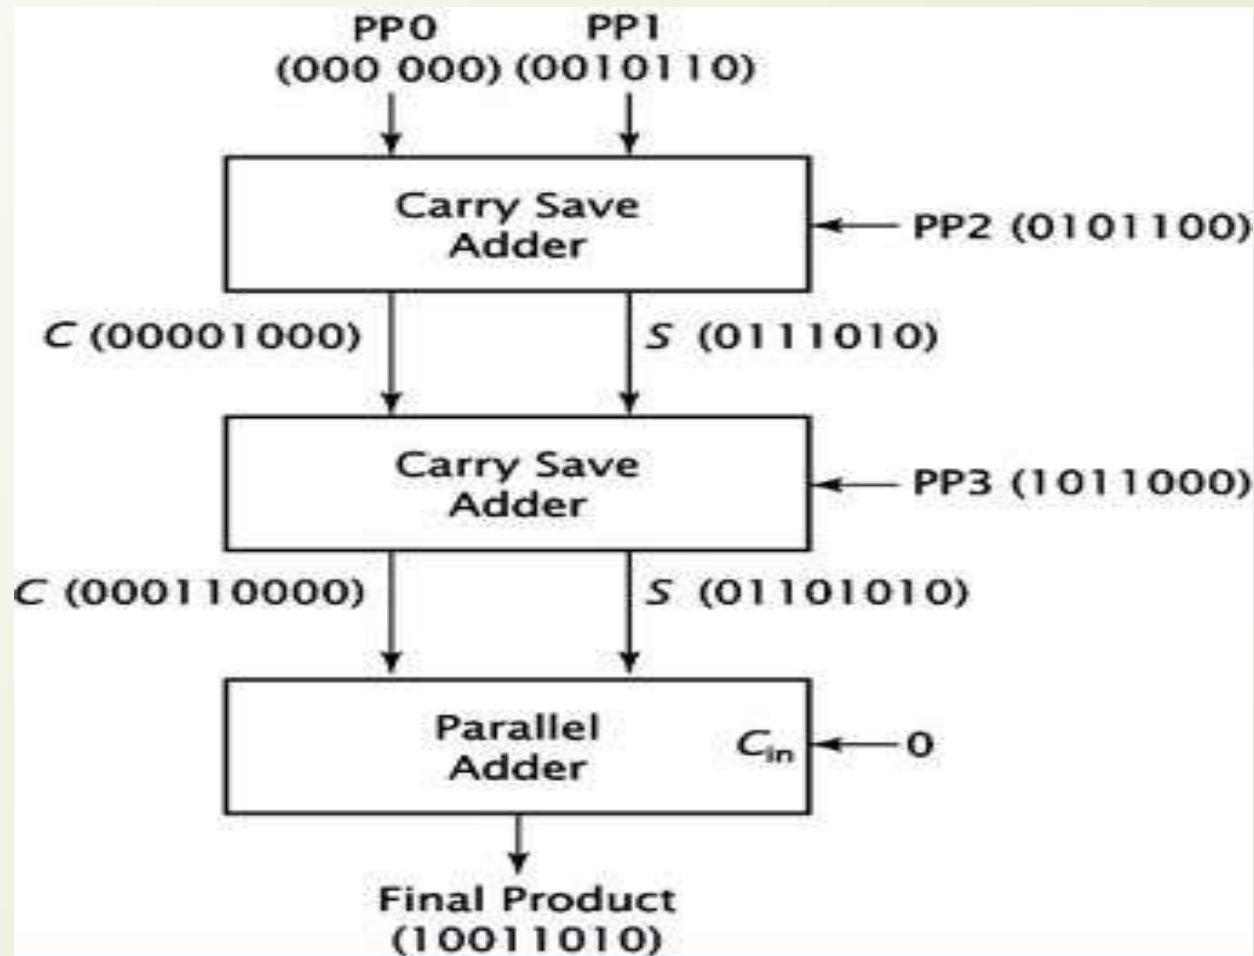 PP0 PP1
(000 000) (0010110)
Carry Save
Adder
PP2 (0101100)
C (00001000)
S (0111010)
Carry Save
Adder
PP3 (1011000)
C (000110000)
S (01101010)
Parallel
Adder
Cin
0
Final Product
(10011010)